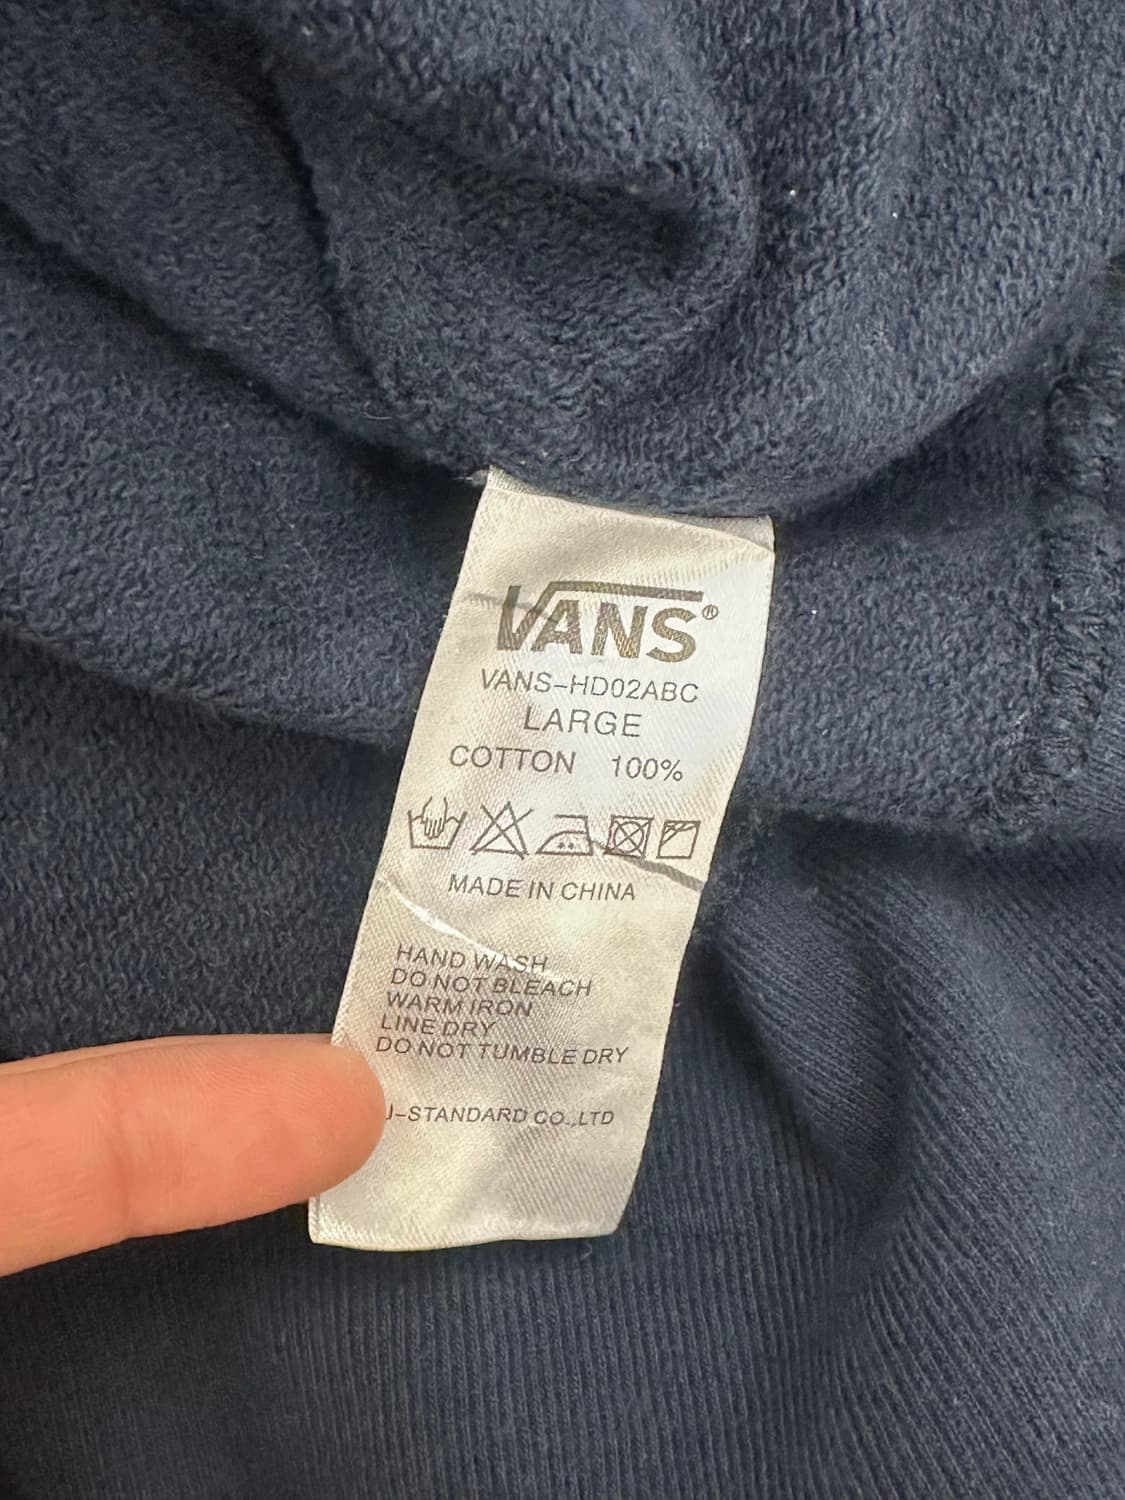 VANS®
VANS-HD02ABC
LARGE
COTTON 100%
MADE IN CHINA
HAND WASH
DO NOT BLEACH
WARM IRON
LINE DRY
DO NOT TUMBLE DRY
-STANDARD CO.,LTD